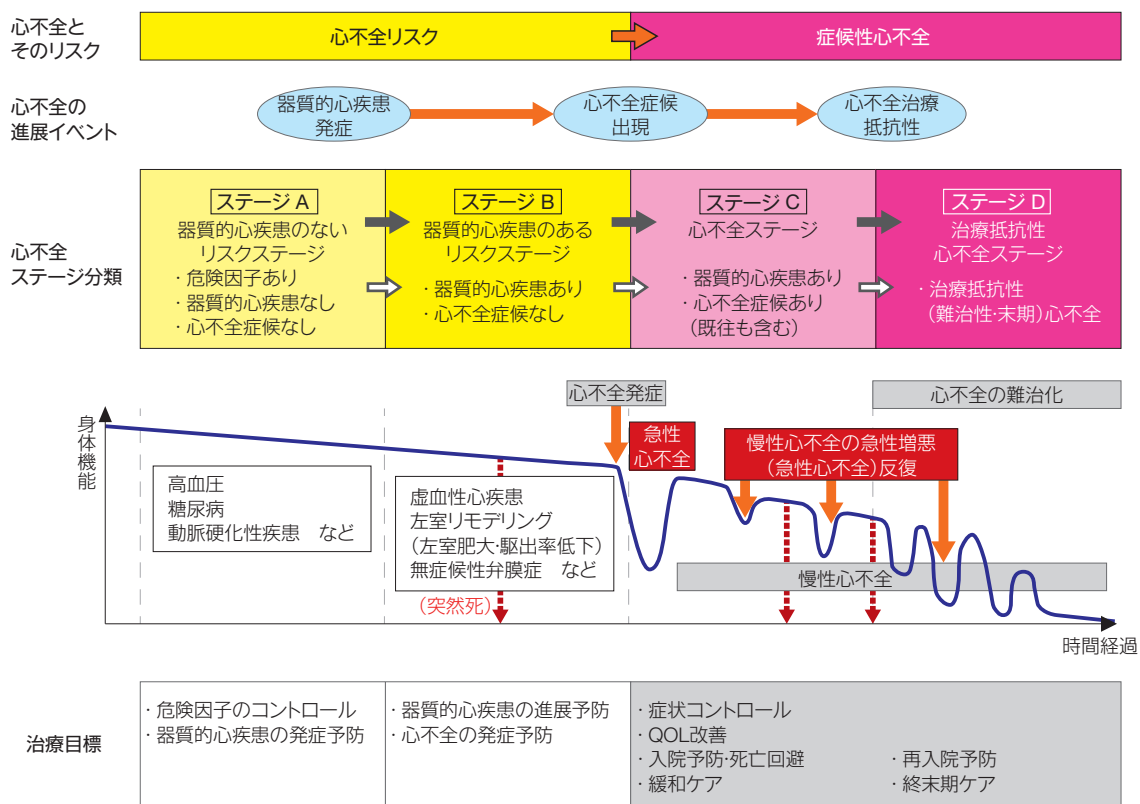 心不全と
そのリスク
心不全リスク
症候性心不全
心不全の
進展イベント
器質的心疾患
発症
心不全症候
出現
心不全治療
抵抗性
心不全
ステージ分類
ステージ A
器質的心疾患のない
リスクステージ
・危険因子あり
・器質的心疾患なし
・心不全症候なし
ステージ B
器質的心疾患のある
リスクステージ
・器質的心疾患あり
・心不全症候なし
ステージ C
心不全ステージ
・器質的心疾患あり
・心不全症候あり
(既往も含む)
ステージ D
治療抵抗性
心不全ステージ
・治療抵抗性
(難治性・末期)心不全
身体機能
心不全発症
心不全の難治化
急性
心不全
慢性心不全の急性増悪
(急性心不全)反復
高血圧
糖尿病
動脈硬化性疾患 など
虚血性心疾患
左室リモデリング
(左室肥大・駆出率低下)
無症候性弁膜症 など
(突然死)
慢性心不全
時間経過
治療目標
・危険因子のコントロール
・器質的心疾患の発症予防
・器質的心疾患の進展予防
・心不全の発症予防
・症状コントロール
・QOL改善
・入院予防・死亡回避
・緩和ケア
・再入院予防
・終末期ケア